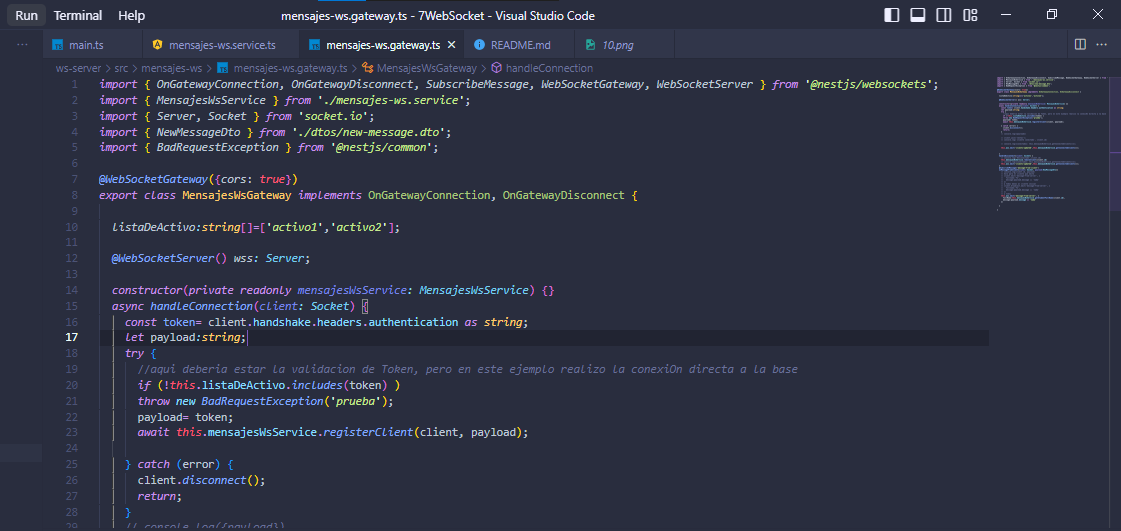 Run Terminal Help mensajes-ws.gateway.ts - 7WebSocket - Visual Studio Code
··· main.ts mensajes-ws.service.ts mensajes-ws.gateway.ts README.md 10.png ···
ws-server > src > mensajes-ws > mensajes-ws.gateway.ts > MensajesWsGateway > handleConnection
1 import { OnGatewayConnection, OnGatewayDisconnect, SubscribeMessage, WebSocketGateway, WebSocketServer } from '@nestjs/websockets';
2 import { MensajesWsService } from './mensajes-ws.service';
3 import { Server, Socket } from 'socket.io';
4 import { NewMessageDto } from './dtos/new-message.dto';
5 import { BadRequestException } from '@nestjs/common';
6
7 @WebSocketGateway({cors: true})
8 export class MensajesWsGateway implements OnGatewayConnection, OnGatewayDisconnect {
9
10 listaDeActivo:string[]=['activo1','activo2'];
11
12 @WebSocketServer() wss: Server;
13
14 constructor(private readonly mensajesWsService: MensajesWsService) {}
15 async handleConnection(client: Socket) {
16 const token= client.handshake.headers.authentication as string;
17 let payload:string;
18 try {
19 //aqui deberia estar la validacion de Token, pero en este ejemplo realizo la conexiOn directa a la base
20 if (!this.listaDeActivo.includes(token) )
21 throw new BadRequestException('prueba');
22 payload= token;
23 await this.mensajesWsService.registerClient(client, payload);
24
25 } catch (error) {
26 client.disconnect();
27 return;
28 }
29 // console.log({payload})